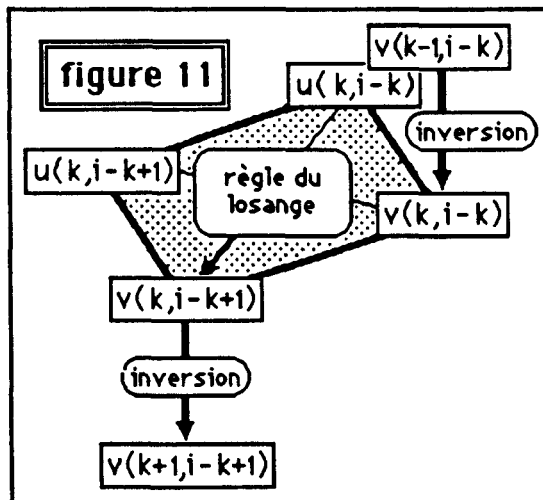 figure 11
v(k-1,i-k)
u(k,i-k)
inversion
u(k,i-k+1)
règle du
losange
v(k,i-k)
v(k,i-k+1)
inversion
v(k+1,i-k+1)